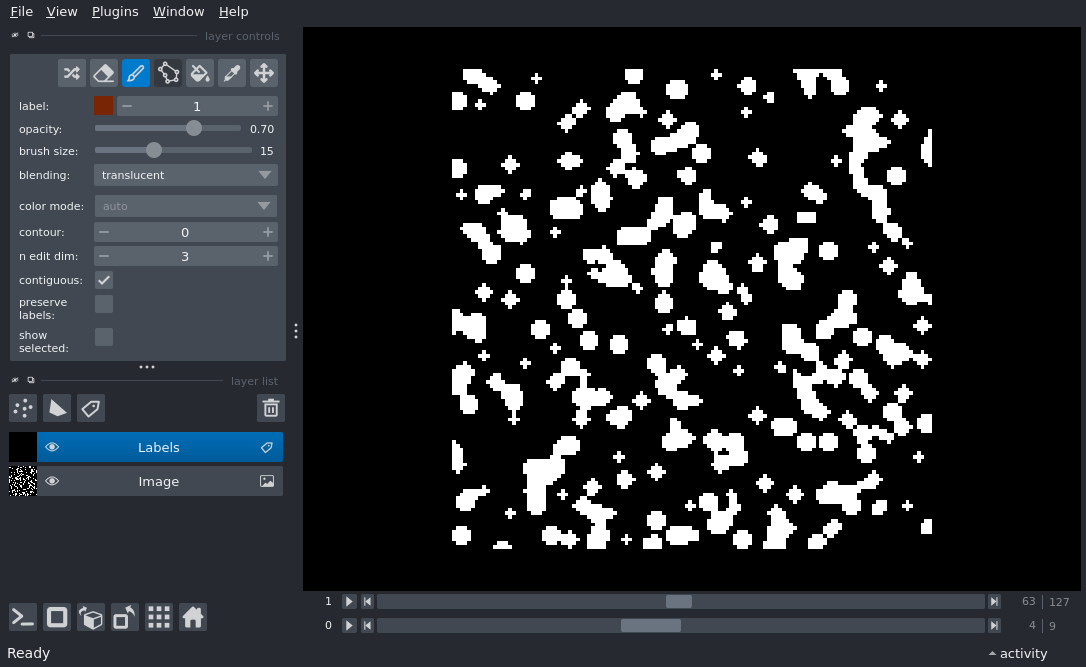 File View Plugins Window Help
layer controls
label: 1
opacity: 0.70
brush size: 15
blending: translucent
color mode: auto
contour: 0
n edit dim: 3
contiguous:
preserve
labels:
show
selected:
layer list
Labels
Image
1 63 127
0 4 9
Ready activity